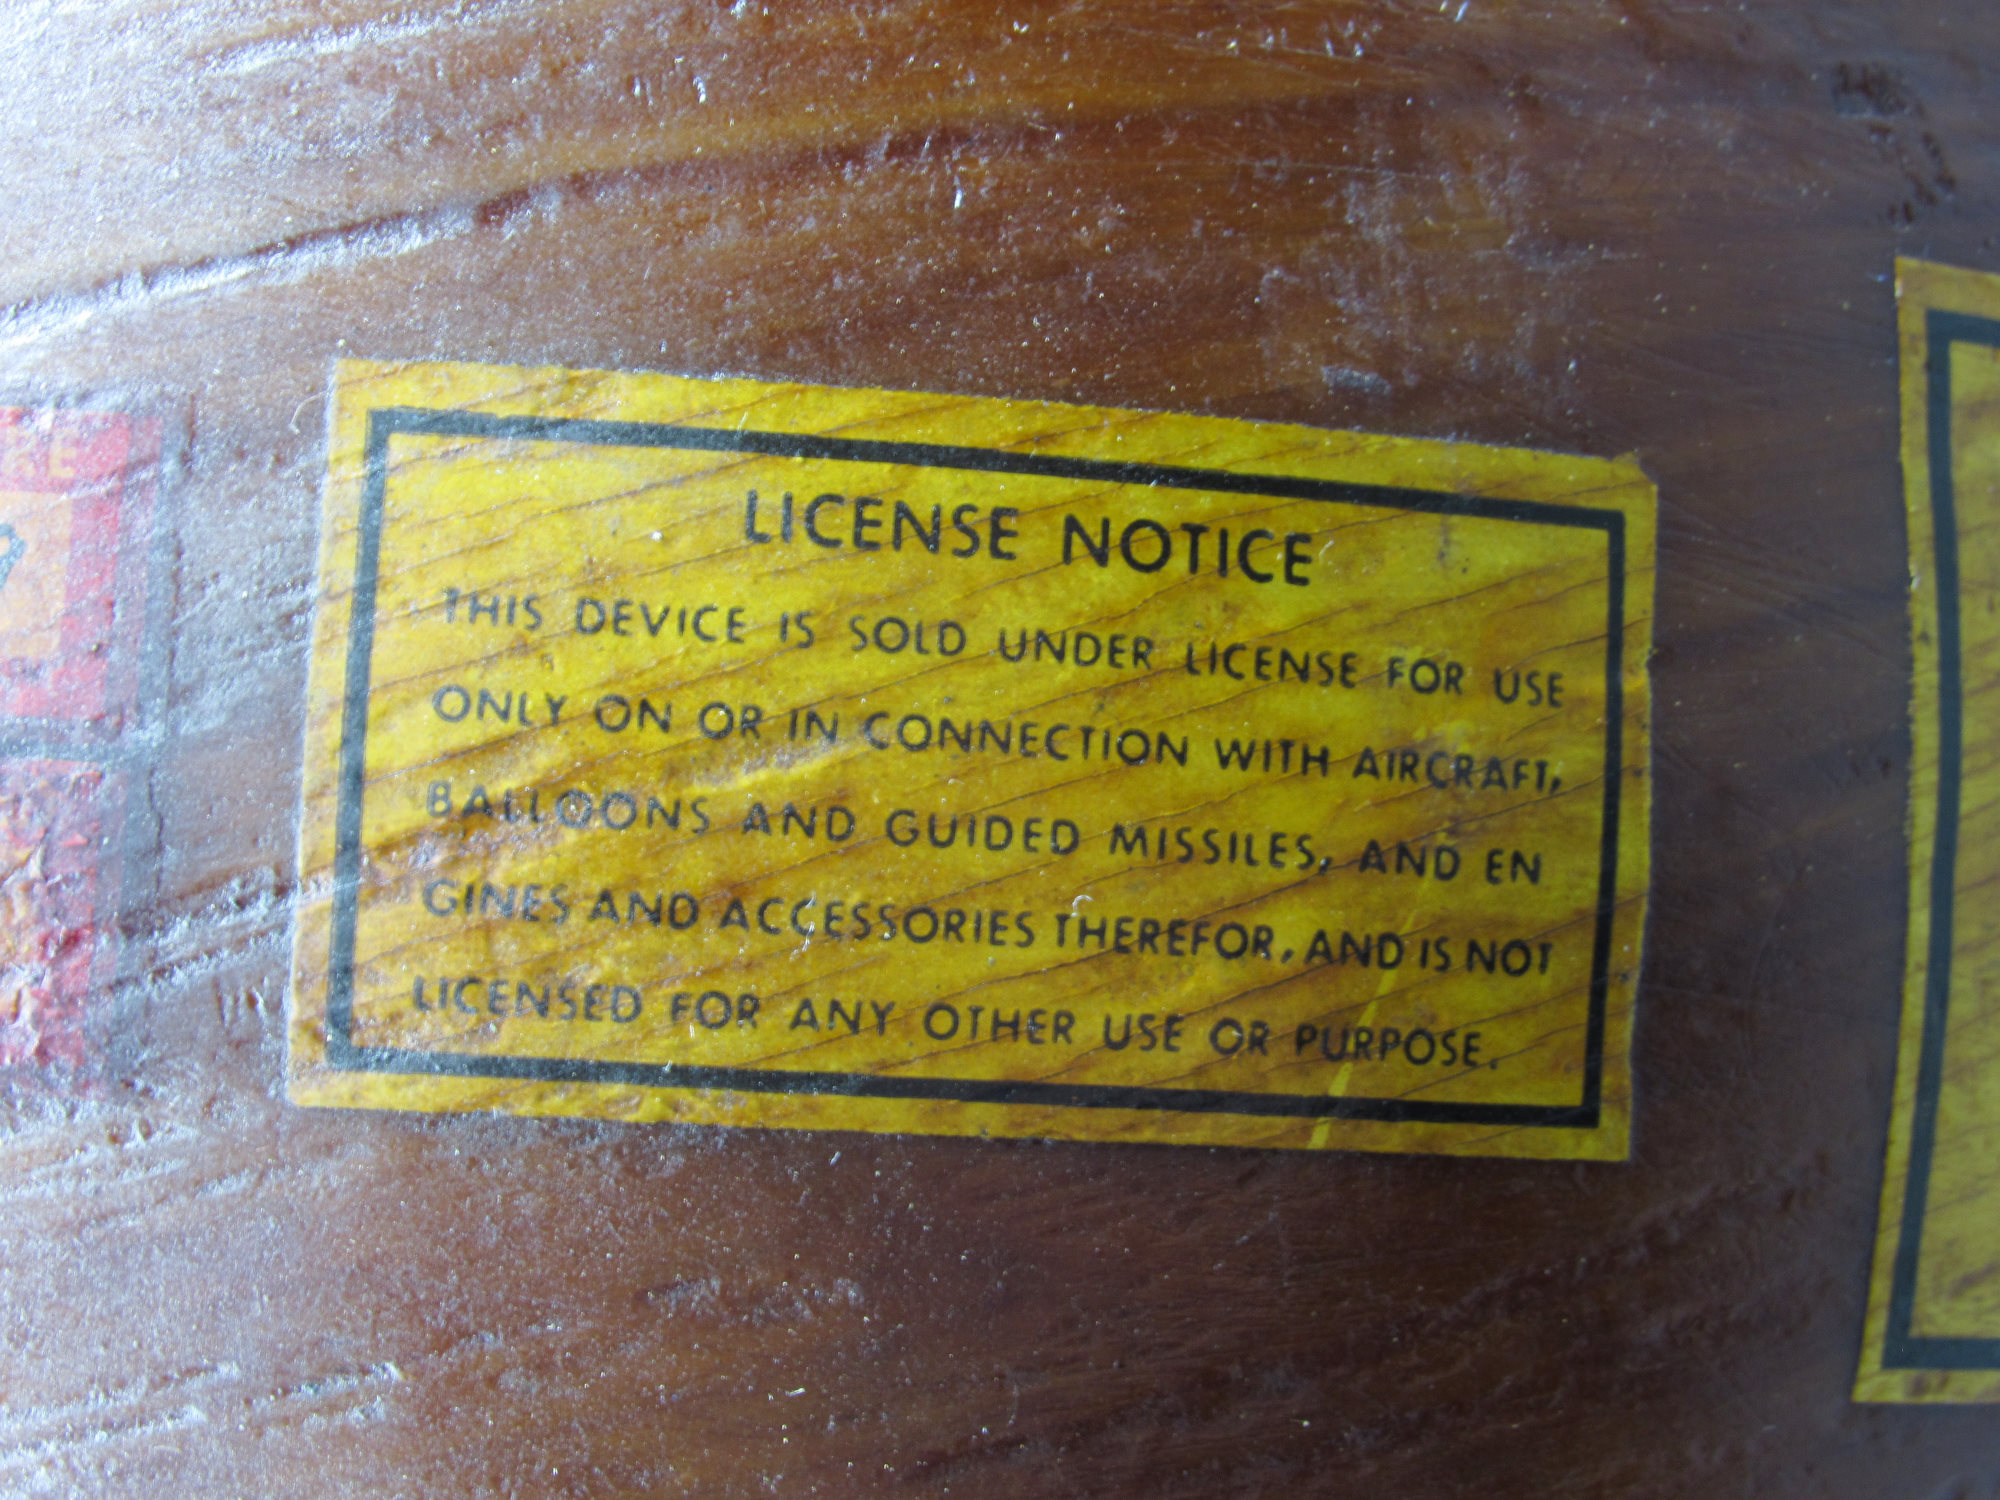 LICENSE NOTICE
THIS DEVICE IS SOLD UNDER LICENSE FOR USE
ONLY ON OR IN CONNECTION WITH AIRCRAFT,
BALLOONS AND GUIDED MISSILES, AND EN
GINES AND ACCESSORIES THEREFOR, AND IS NOT
LICENSED FOR ANY OTHER USE OR PURPOSE.